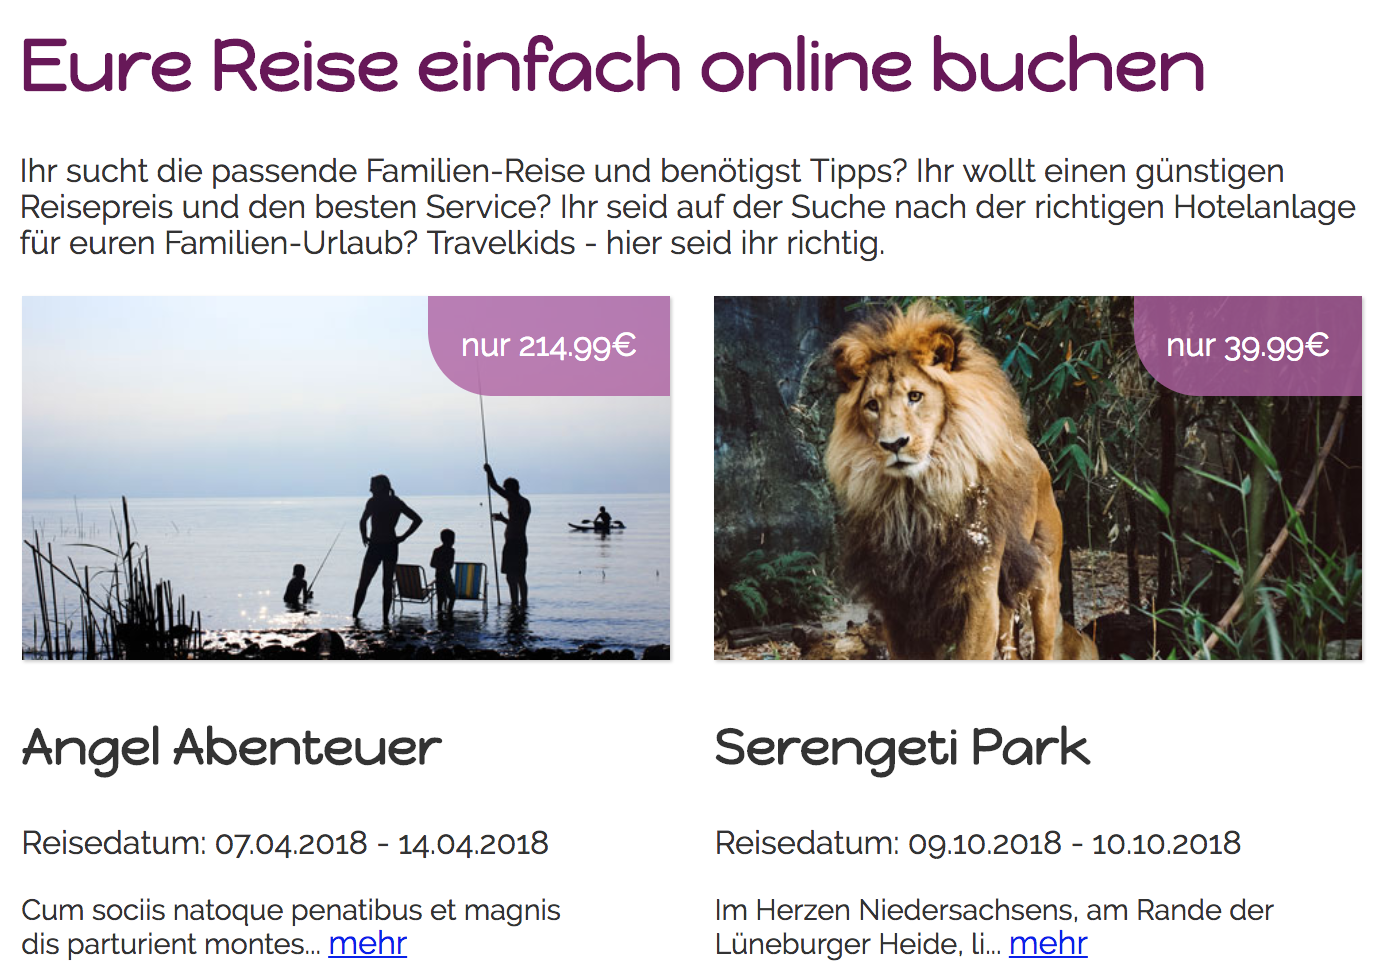 Eure Reise einfach online buchen
Ihr sucht die passende Familien-Reise und benötigst Tipps? Ihr wollt einen günstigen
Reisepreis und den besten Service? Ihr seid auf der Suche nach der richtigen Hotelanlage
für euren Familien-Urlaub? Travelkids - hier seid ihr richtig.
nur 214.99€
nur 39.99€
Angel Abenteuer
Reisedatum: 07.04.2018 - 14.04.2018
Cum sociis natoque penatibus et magnis
dis parturient montes... mehr
Serengeti Park
Reisedatum: 09.10.2018 - 10.10.2018
Im Herzen Niedersachsens, am Rande der
Lüneburger Heide, li... mehr